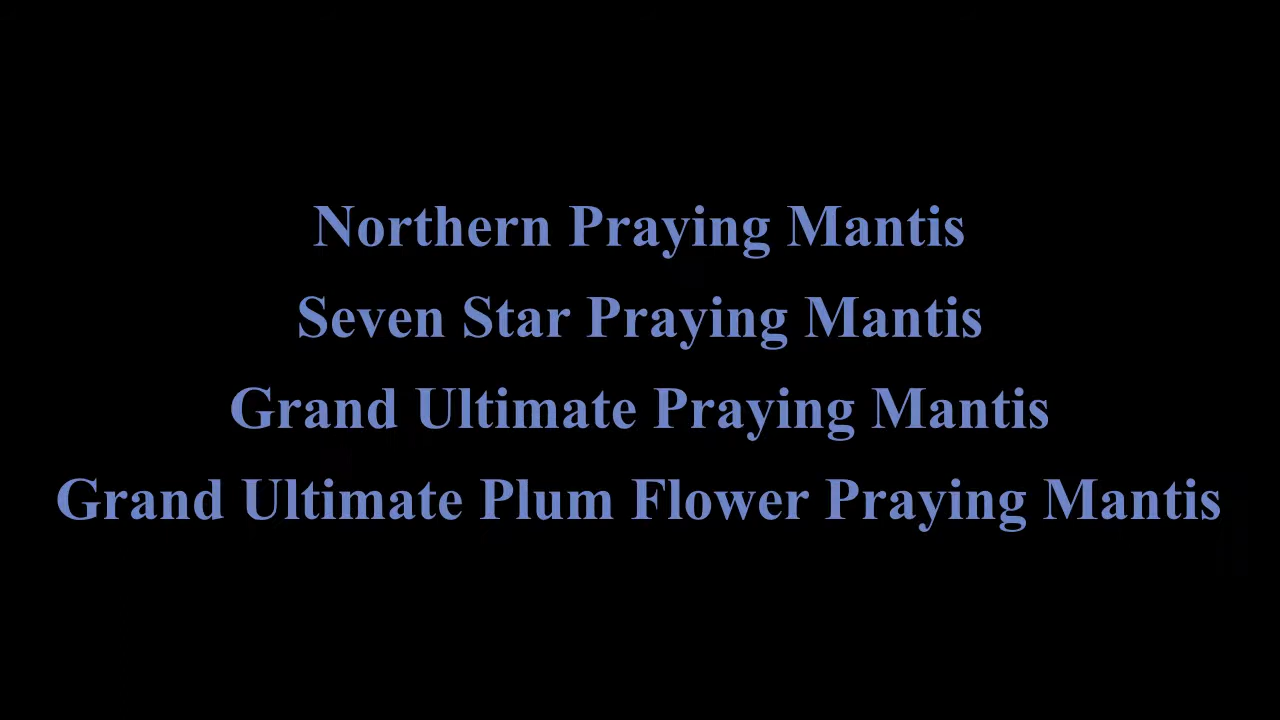 Northern Praying Mantis
Seven Star Praying Mantis
Grand Ultimate Praying Mantis
Grand Ultimate Plum Flower Praying Mantis